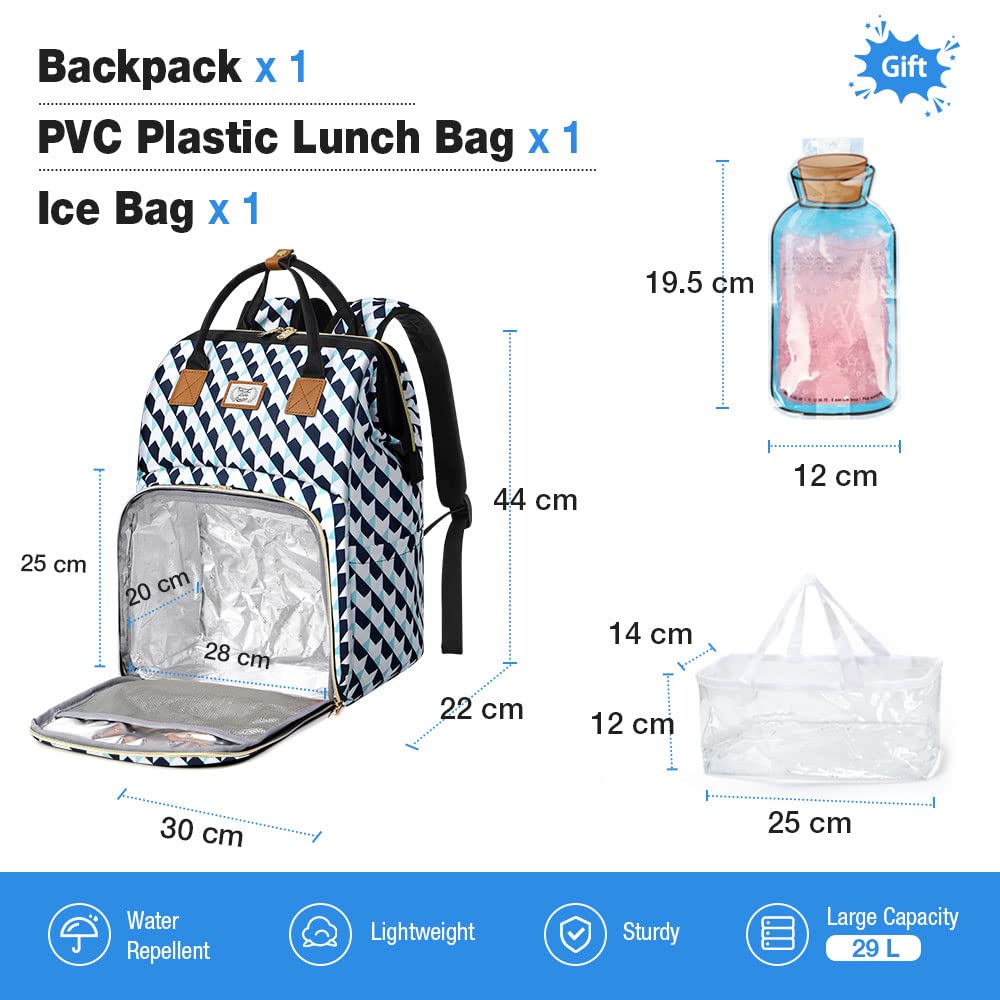 Backpack x 1
PVC Plastic Lunch Bag x 1
Ice Bag x 1
Gift
19.5 cm
12 cm
44 cm
25 cm
20 cm
28 cm
22 cm
30 cm
14 cm
12 cm
25 cm
Water
Repellent
Lightweight
Sturdy
Large Capacity
29 L